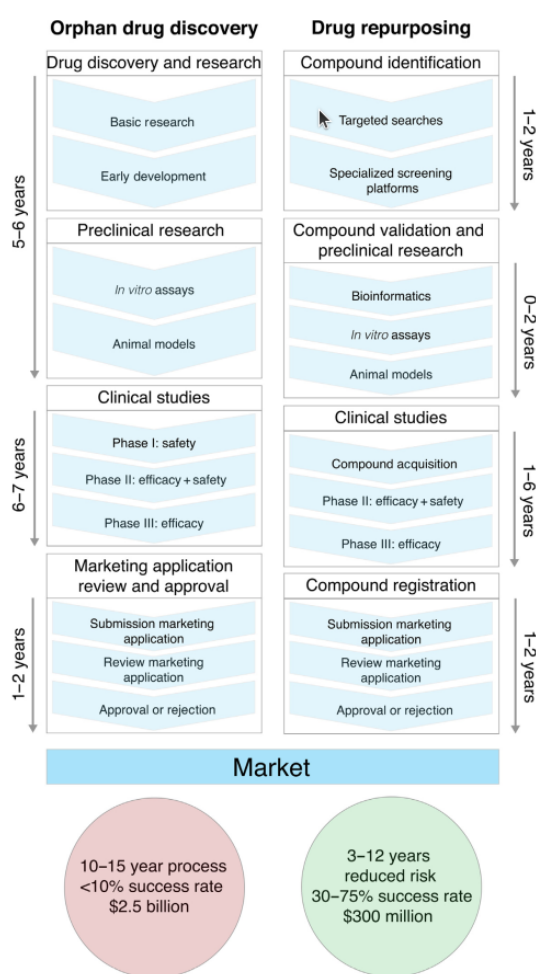 Orphan drug discovery
Drug discovery and research
5–6 years
Basic research
Early development
Preclinical research
In vitro assays
Animal models
Clinical studies
6–7 years
Phase I: safety
Phase II: efficacy + safety
Phase III: efficacy
Marketing application
review and approval
1–2 years
Submission marketing
application
Review marketing
application
Approval or rejection
Drug repurposing
Compound identification
1–2 years
Targeted searches
Specialized screening
platforms
Compound validation and
preclinical research
0–2 years
Bioinformatics
In vitro assays
Animal models
Clinical studies
1–6 years
Compound acquisition
Phase II: efficacy + safety
Phase III: efficacy
Compound registration
1–2 years
Submission marketing
application
Review marketing
application
Approval or rejection
Market
10–15 year process
<10% success rate
$2.5 billion
3–12 years
reduced risk
30–75% success rate
$300 million